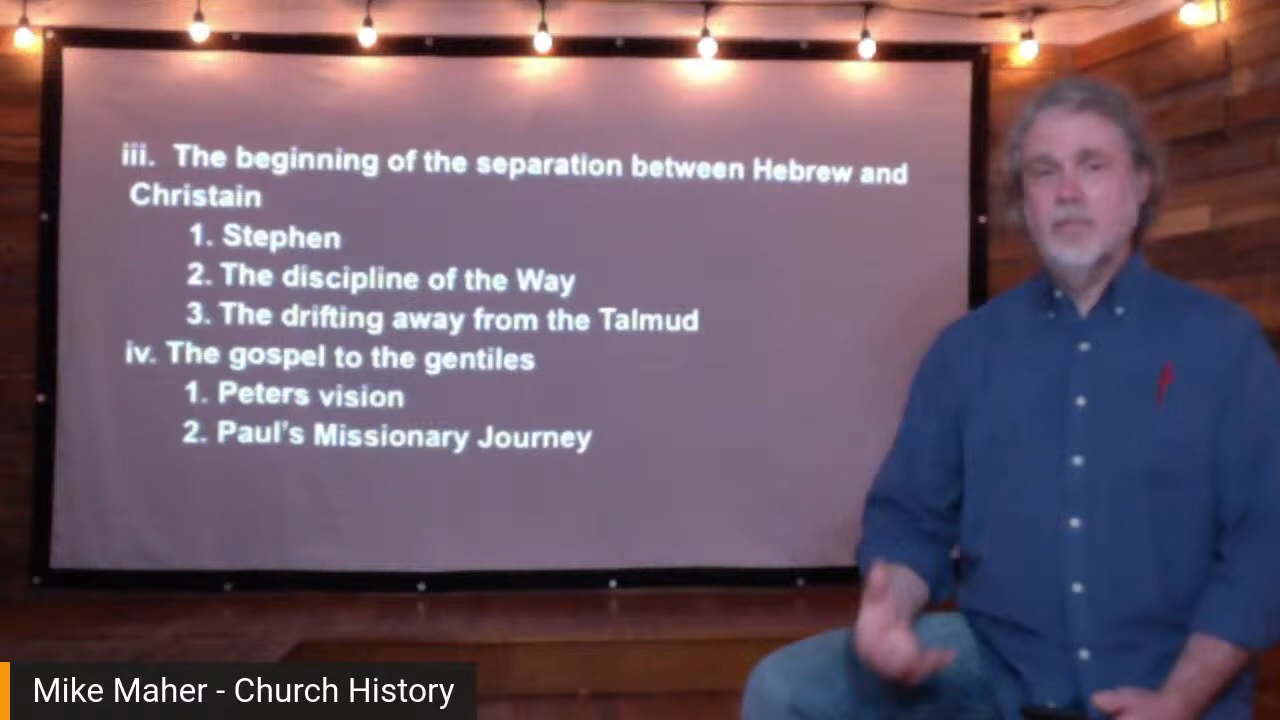 iii. The beginning of the separation between Hebrew and
Christain
1. Stephen
2. The discipline of the Way
3. The drifting away from the Talmud
iv. The gospel to the gentiles
1. Peters vision
2. Paul's Missionary Journey
Mike Maher - Church History